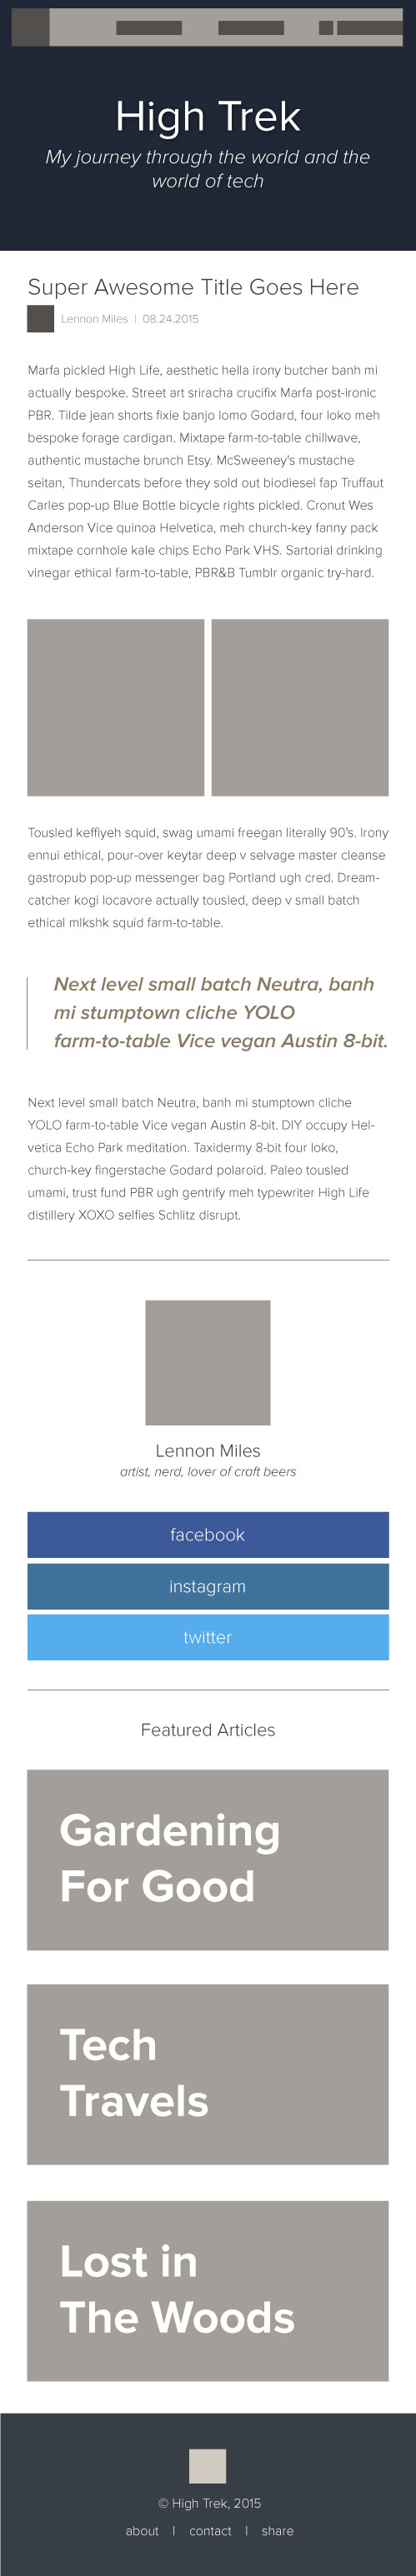 High Trek
My journey through the world and the
world of tech
Super Awesome Title Goes Here
Lennon Miles | 08.24.2015
Marfa pickled High Life, aesthetic hella irony butcher banh mi
actually bespoke. Street art sriracha crucifix Marfa post-ironic
PBR. Tilde jean shorts fixie banjo lomo Godard, four loko meh
bespoke forage cardigan. Mixtape farm-to-table chillwave,
authentic mustache brunch Etsy. McSweeney's mustache
seitan, Thundercats before they sold out biodiesel fap Truffaut
Carles pop-up Blue Bottle bicycle rights pickled. Cronut Wes
Anderson Vice quinoa Helvetica, meh church-key fanny pack
mixtape cornhole kale chips Echo Park VHS. Sartorial drinking
vinegar ethical farm-to-table, PBR&B Tumblr organic try-hard.
Tousled keffiyeh squid, swag umami freegan literally 90's. Irony
ennui ethical, pour-over keytar deep v selvage master cleanse
gastropub pop-up messenger bag Portland ugh cred. Dream-
catcher kogi locavore actually tousled, deep v small batch
ethical mlkshk squid farm-to-table.
Next level small batch Neutra, banh
mi stumptown cliche YOLO
farm-to-table Vice vegan Austin 8-bit.
Next level small batch Neutra, banh mi stumptown cliche
YOLO farm-to-table Vice vegan Austin 8-bit. DIY occupy Hel-
vetica Echo Park meditation. Taxidermy 8-bit four loko,
church-key fingerstache Godard polaroid. Paleo tousled
umami, trust fund PBR ugh gentrify meh typewriter High Life
distillery XOXO selfies Schlitz disrupt.
Lennon Miles
artist, nerd, lover of craft beers
facebook
instagram
twitter
Featured Articles
Gardening
For Good
Tech
Travels
Lost in
The Woods
© High Trek, 2015
about | contact | share